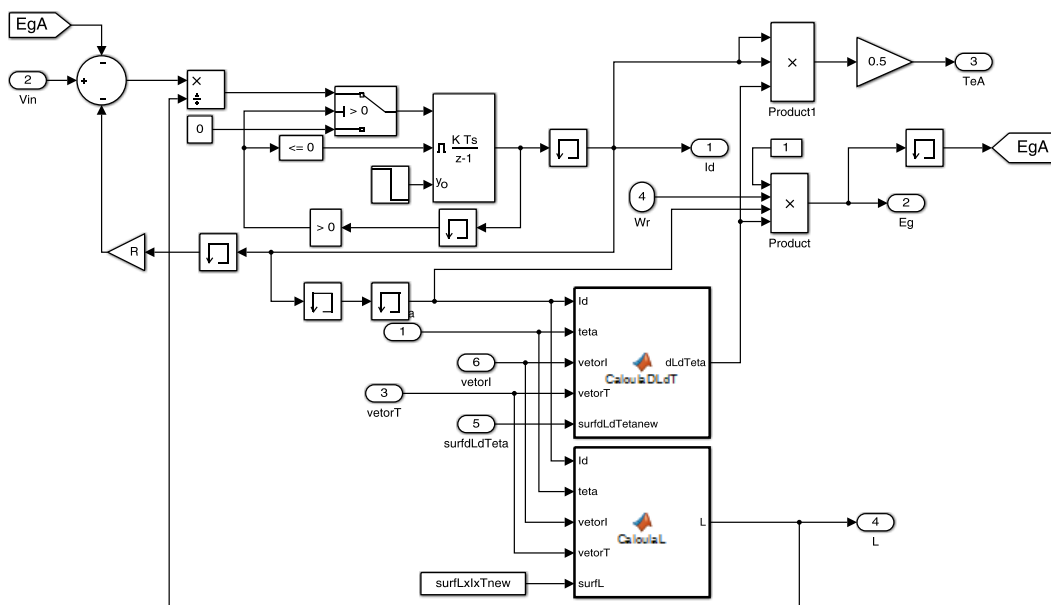 EgA
2
Vin
+
-
-
×
÷
0
> 0
<= 0
K Ts
z-1
yo
> 0
R
×
Product1
0.5
3
TeA
1
Id
1
4
Wr
×
Product
2
Eg
EgA
a
1
6
vetorI
3
vetorT
5
surfdLdTeta
Id
teta
vetorI
vetorT
surfdLdTetanew
CalculaDLdT
dLdTeta
Id
teta
vetorI
vetorT
surfL
CalculaL
L
surfLxIxTnew
4
L